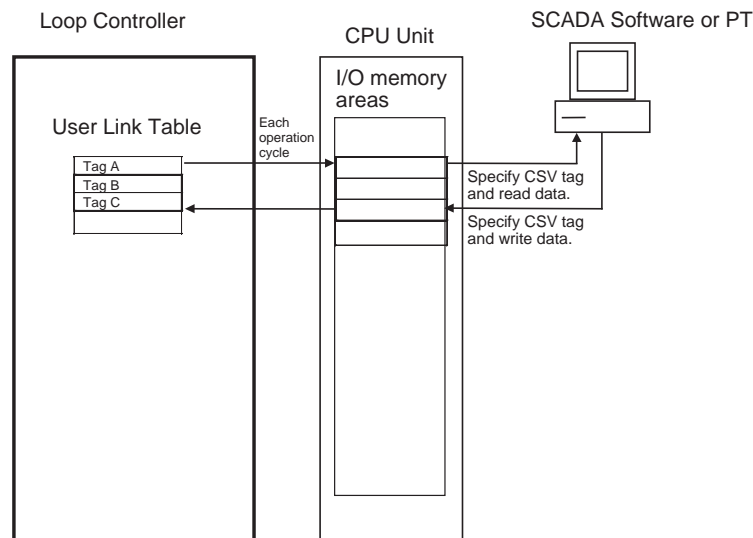 Loop Controller
CPU Unit
SCADA Software or PT
I/O memory
areas
User Link Table
Each
operation
cycle
Tag A
Tag B
Tag C
Specify CSV tag
and read data.
Specify CSV tag
and write data.